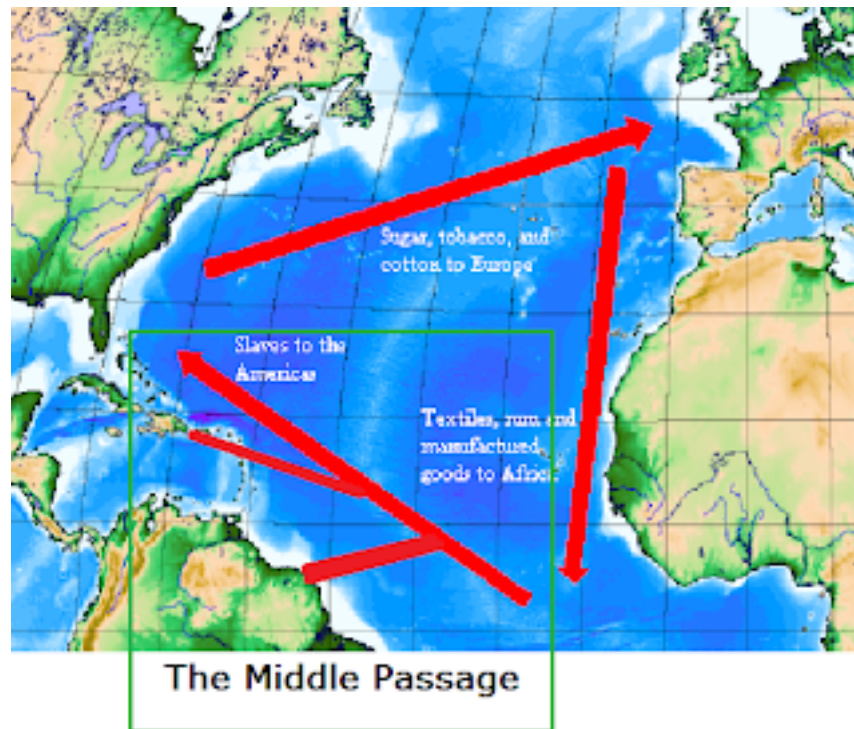 Sugar, tobacco, and
cotton to Europe
Slaves to the
Americas
Textiles, rum and
manufactured
goods to Africa
The Middle Passage